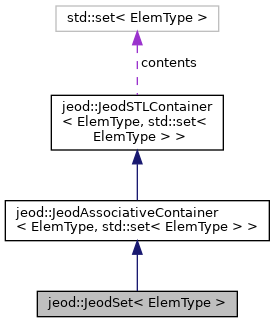 std::set< ElemType >
contents
jeod::JeodSTLContainer
< ElemType, std::set<
ElemType > >
jeod::JeodAssociativeContainer
< ElemType, std::set< ElemType > >
jeod::JeodSet< ElemType >